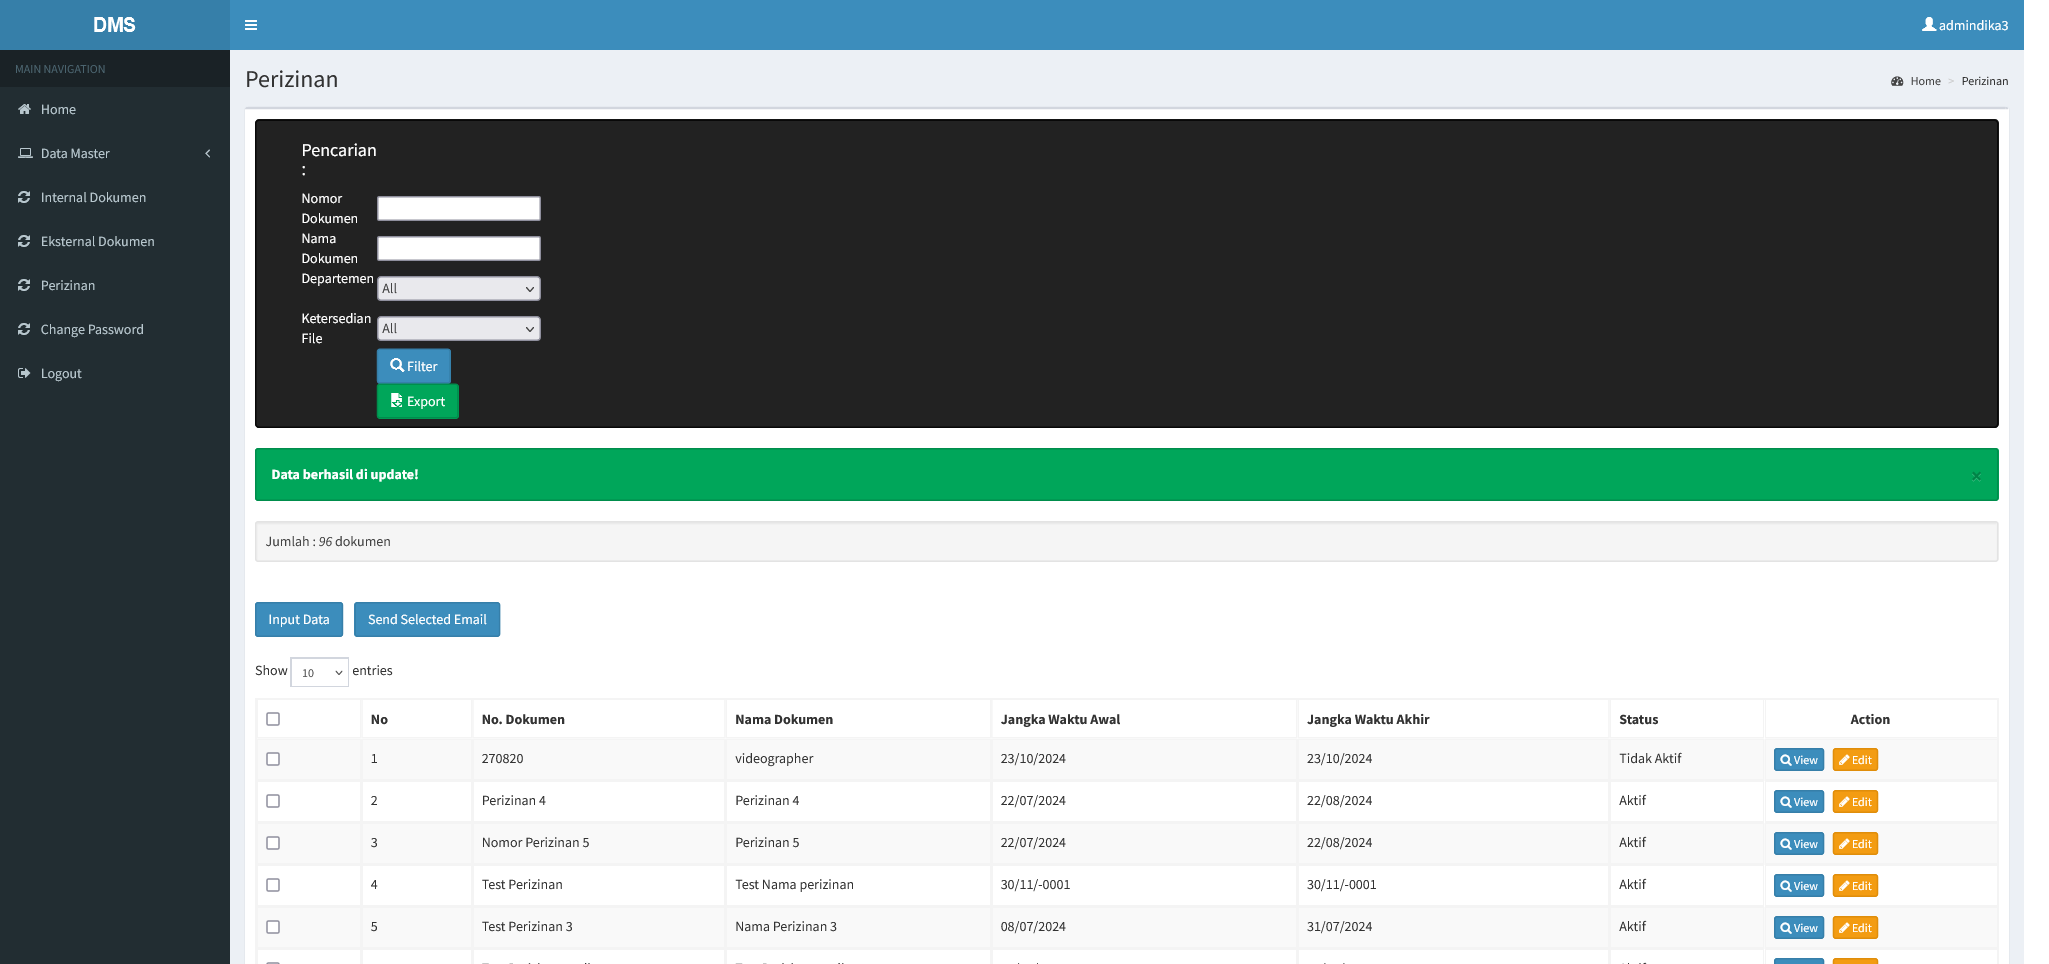 DMS
admindika3
MAIN NAVIGATION
Home
Data Master
Internal Dokumen
Eksternal Dokumen
Perizinan
Change Password
Logout
Perizinan
Home > Perizinan
Pencarian
:
Nomor
Dokumen
Nama
Dokumen
Departemen
All
Ketersedian
File
All
Filter
Export
Data berhasil di update!
×
Jumlah : 96 dokumen
Input Data
Send Selected Email
Show 10 entries
No No. Dokumen Nama Dokumen Jangka Waktu Awal Jangka Waktu Akhir Status Action
1 270820 videographer 23/10/2024 23/10/2024 Tidak Aktif View Edit
2 Perizinan 4 Perizinan 4 22/07/2024 22/08/2024 Aktif View Edit
3 Nomor Perizinan 5 Perizinan 5 22/07/2024 22/08/2024 Aktif View Edit
4 Test Perizinan Test Nama perizinan 30/11/-0001 30/11/-0001 Aktif View Edit
5 Test Perizinan 3 Nama Perizinan 3 08/07/2024 31/07/2024 Aktif View Edit